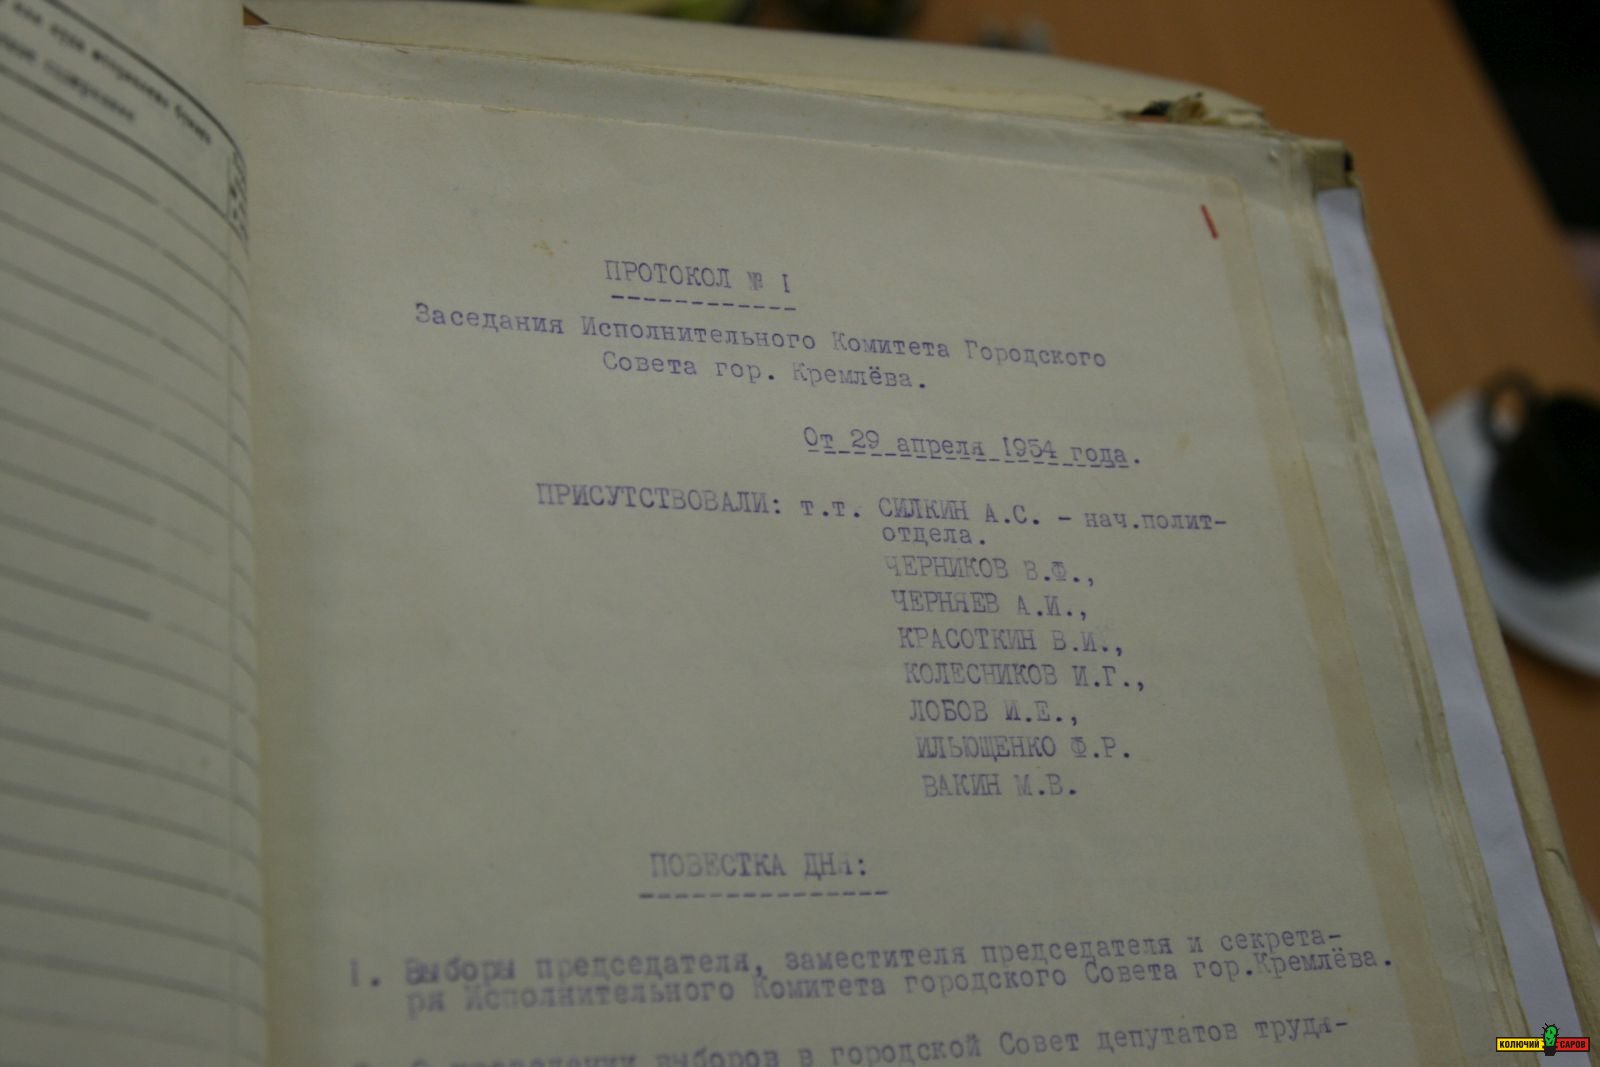 ПРОТОКОЛ № I
Заседания Исполнительного Комитета Городского
Совета гор. Кремлёва.
От 29 апреля 1954 года.
ПРИСУТСТВОВАЛИ: т.т. СИЛКИН А.С. - нач.полит-
отдела.
ЧЕРНИКОВ В.Ф.,
ЧЕРНЯЕВ А.И.,
КРАСОТКИН В.И.,
КОЛЕСНИКОВ И.Г.,
ЛОБОВ И.Е.,
ИЛЬЮЩЕНКО Ф.Р.
ВАКИН М.В.
ПОВЕСТКА ДНЯ:
I. Выборы председателя, заместителя председателя и секрета-
ря Исполнительного Комитета городского Совета гор.Кремлёва.
выборов в городской Совет депутатов трудя-
КОЛЮЧИЙ САРОВ